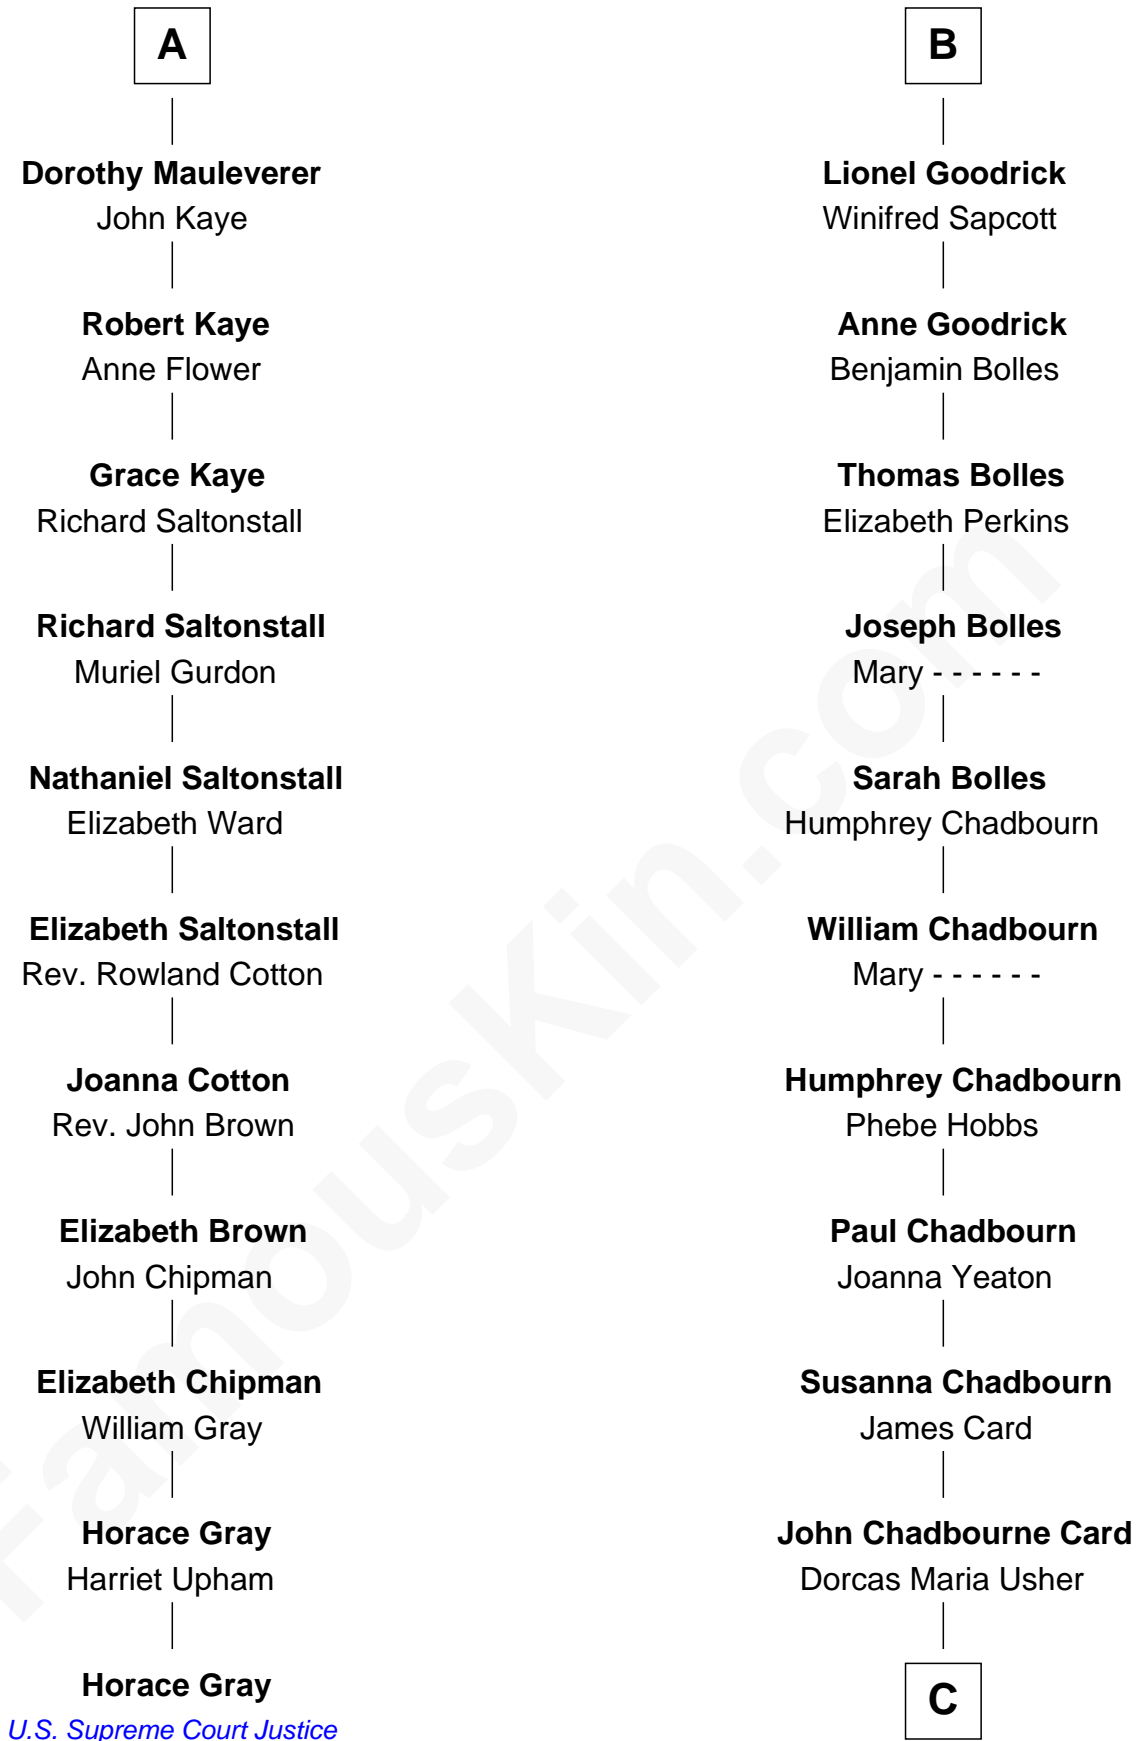 A
Dorothy Mauleverer
John Kaye
Robert Kaye
Anne Flower
Grace Kaye
Richard Saltonstall
Richard Saltonstall
Muriel Gurdon
Nathaniel Saltonstall
Elizabeth Ward
Elizabeth Saltonstall
Rev. Rowland Cotton
Joanna Cotton
Rev. John Brown
Elizabeth Brown
John Chipman
Elizabeth Chipman
William Gray
Horace Gray
Harriet Upham
Horace Gray
U.S. Supreme Court Justice
B
Lionel Goodrick
Winifred Sapcott
Anne Goodrick
Benjamin Bolles
Thomas Bolles
Elizabeth Perkins
Joseph Bolles
Mary - - - - - -
Sarah Bolles
Humphrey Chadbourn
William Chadbourn
Mary - - - - - -
Humphrey Chadbourn
Phebe Hobbs
Paul Chadbourn
Joanna Yeaton
Susanna Chadbourn
James Card
John Chadbourne Card
Dorcas Maria Usher
C
FamousKin.com